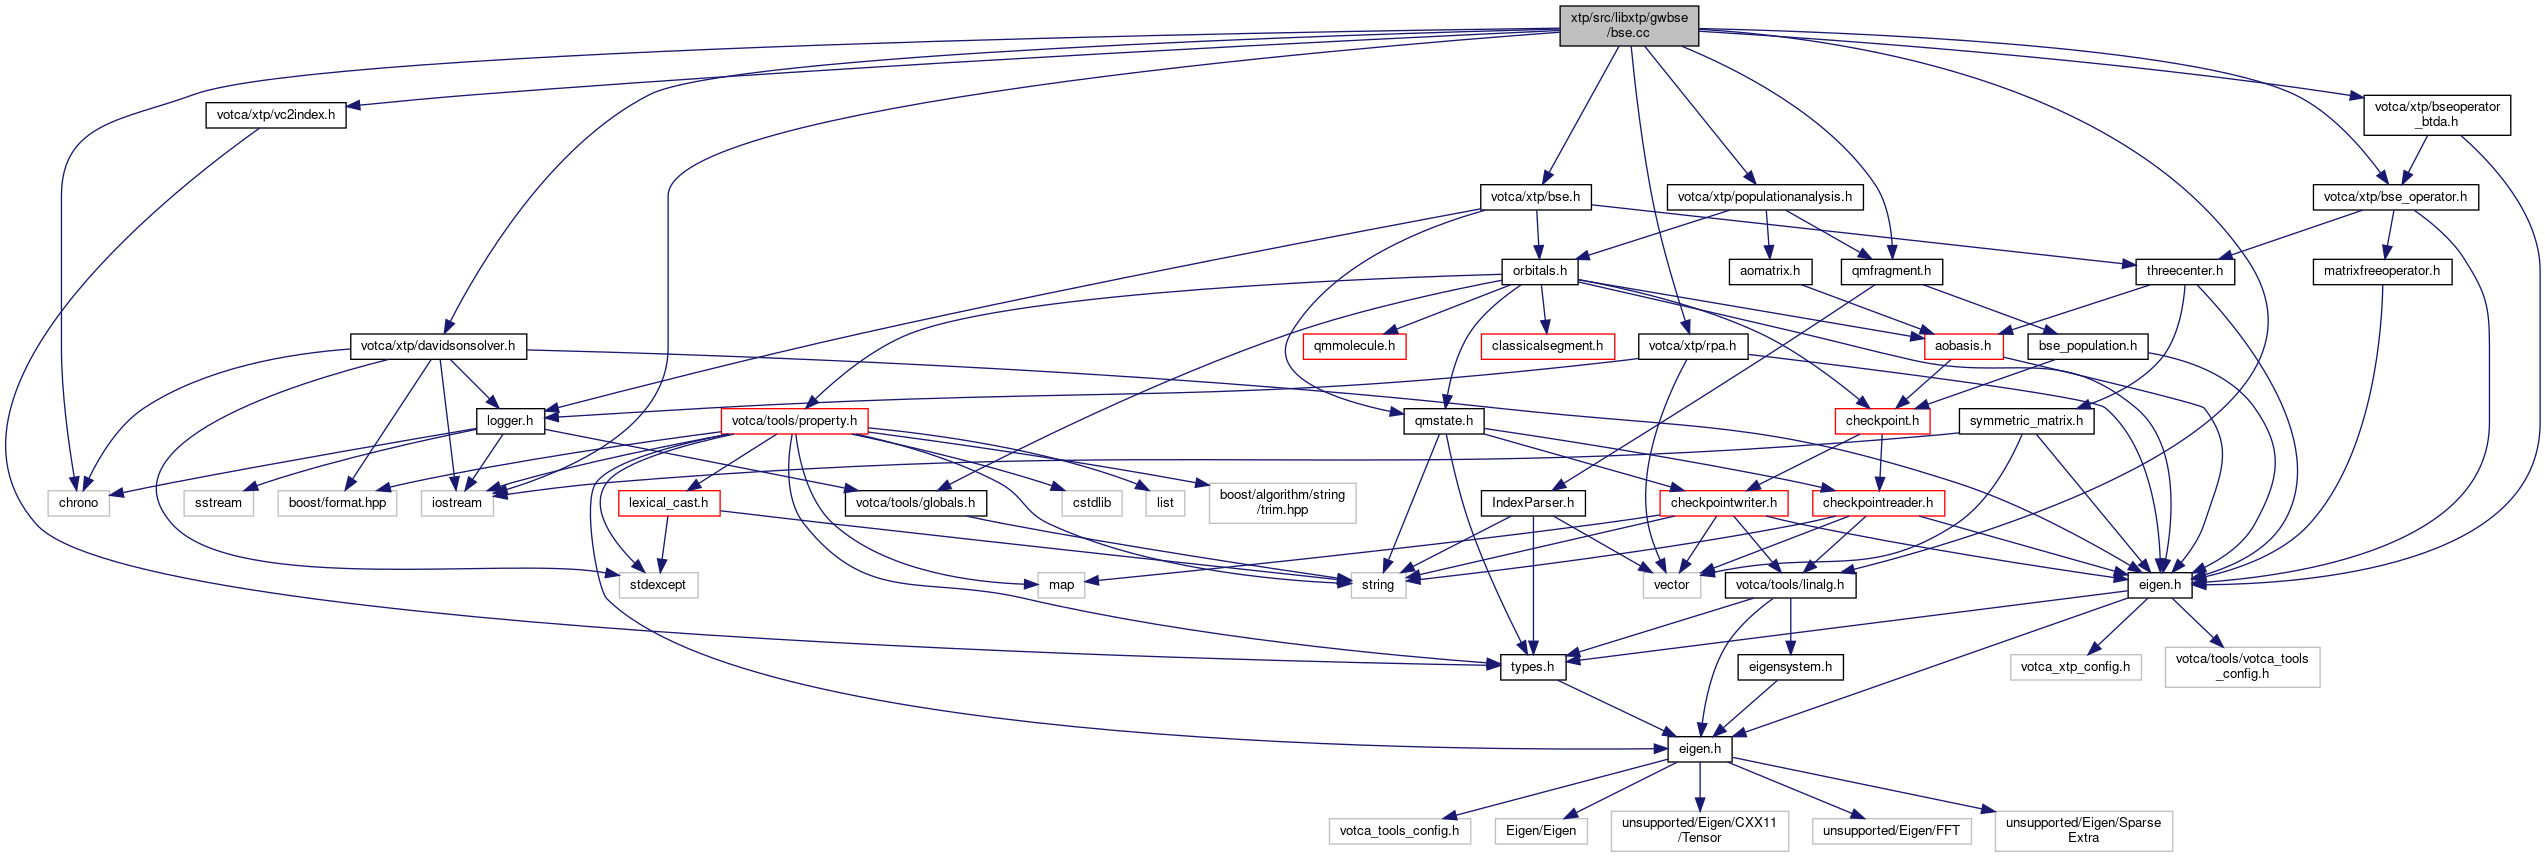 xtp/src/libxtp/gwbse
/bse.cc
votca/xtp/vc2index.h
votca/xtp/bseoperator
_btda.h
votca/xtp/bse.h
votca/xtp/populationanalysis.h
votca/xtp/bse_operator.h
orbitals.h
aomatrix.h
qmfragment.h
threecenter.h
matrixfreeoperator.h
votca/xtp/davidsonsolver.h
qmmolecule.h
classicalsegment.h
votca/xtp/rpa.h
aobasis.h
bse_population.h
logger.h
votca/tools/property.h
qmstate.h
checkpoint.h
symmetric_matrix.h
chrono
sstream
boost/format.hpp
iostream
lexical_cast.h
votca/tools/globals.h
cstdlib
list
boost/algorithm/string
/trim.hpp
IndexParser.h
checkpointwriter.h
checkpointreader.h
stdexcept
map
string
vector
votca/tools/linalg.h
eigen.h
types.h
eigensystem.h
votca_xtp_config.h
votca/tools/votca_tools
_config.h
eigen.h
votca_tools_config.h
Eigen/Eigen
unsupported/Eigen/CXX11
/Tensor
unsupported/Eigen/FFT
unsupported/Eigen/Sparse
Extra